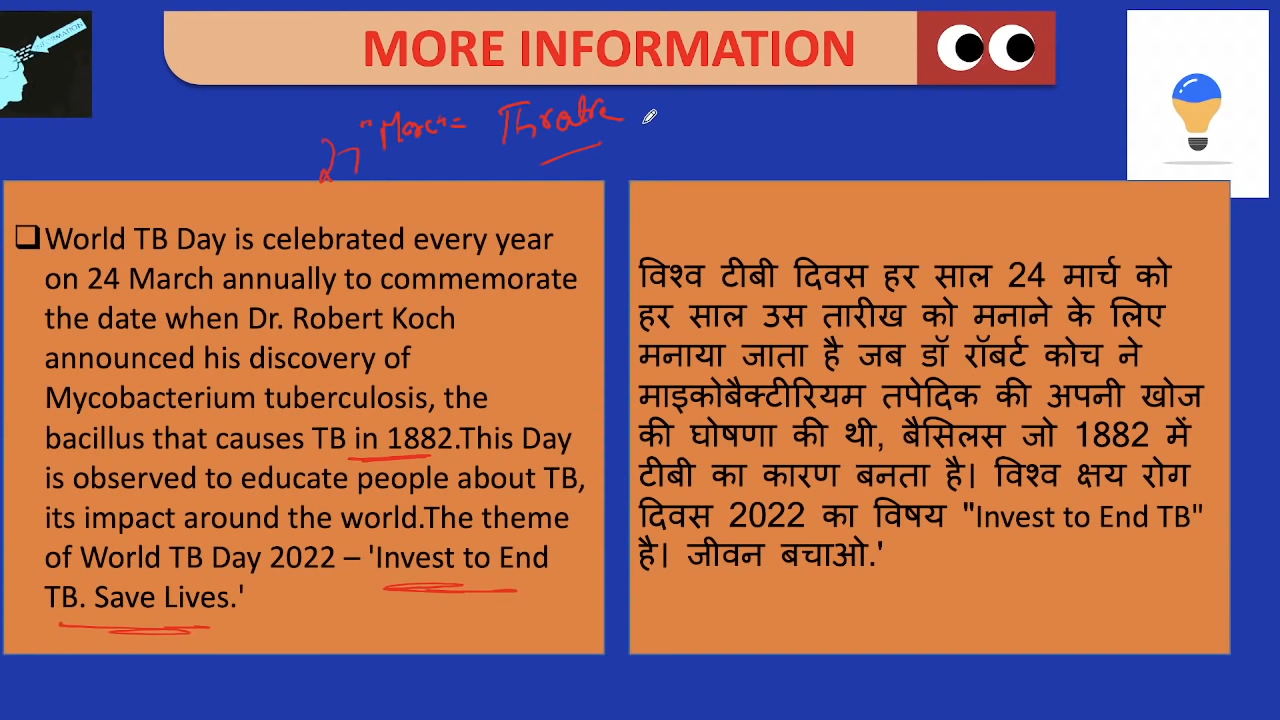 INFORMATION
MORE INFORMATION
27 "Marc"= Theatre
❑World TB Day is celebrated every year
on 24 March annually to commemorate
the date when Dr. Robert Koch
announced his discovery of
Mycobacterium tuberculosis, the
bacillus that causes TB in 1882.This Day
is observed to educate people about TB,
its impact around the world.The theme
of World TB Day 2022 – 'Invest to End
TB. Save Lives.'
विश्व टीबी दिवस हर साल 24 मार्च को
हर साल उस तारीख को मनाने के लिए
मनाया जाता है जब डॉ रॉबर्ट कोच ने
माइकोबैक्टीरियम तपेदिक की अपनी खोज
की घोषणा की थी, बैसिलस जो 1882 में
टीबी का कारण बनता है। विश्व क्षय रोग
दिवस 2022 का विषय "Invest to End TB"
है। जीवन बचाओ.'